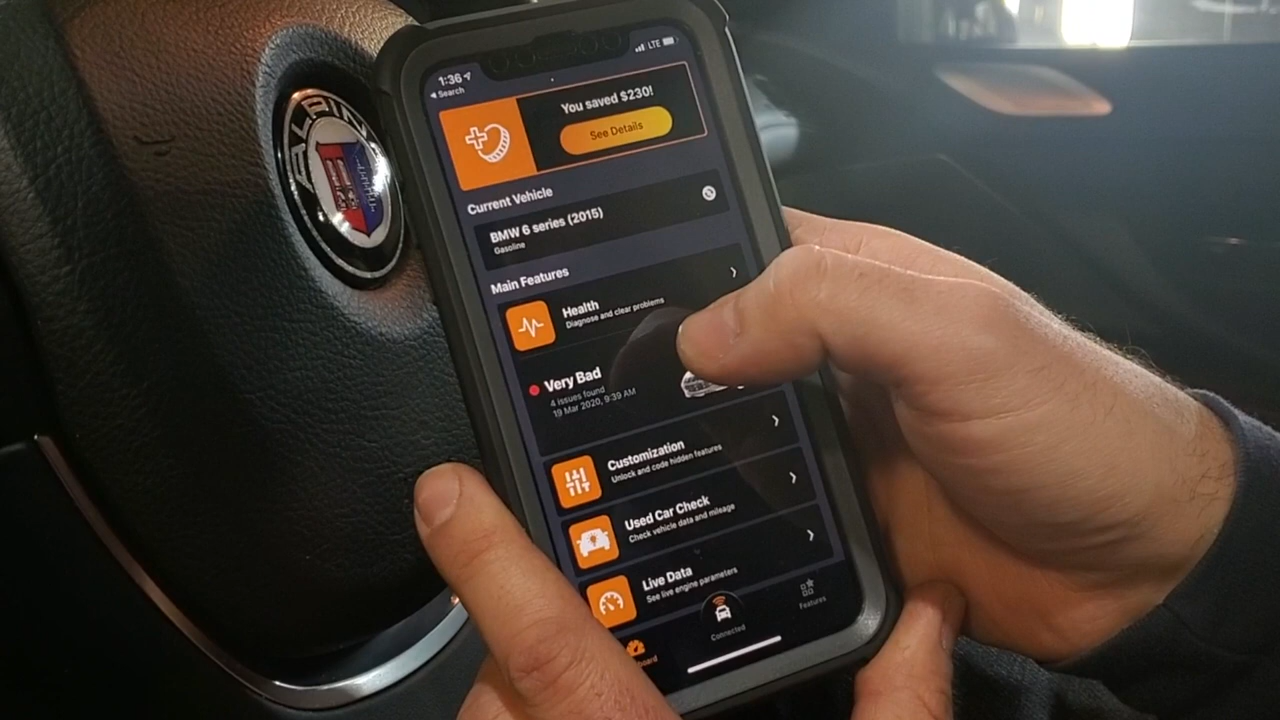 ALPINA
1:36
LTE
Search
You saved $230!
See Details
Current Vehicle
BMW 6 series (2015)
Gasoline
Main Features
Health
Diagnose and clear problems
Very Bad
4 issues found
19 Mar 2020, 9:39 AM
Customization
Unlock and code hidden features
Used Car Check
Check vehicle data and mileage
Live Data
See live engine parameters
Connected
Features